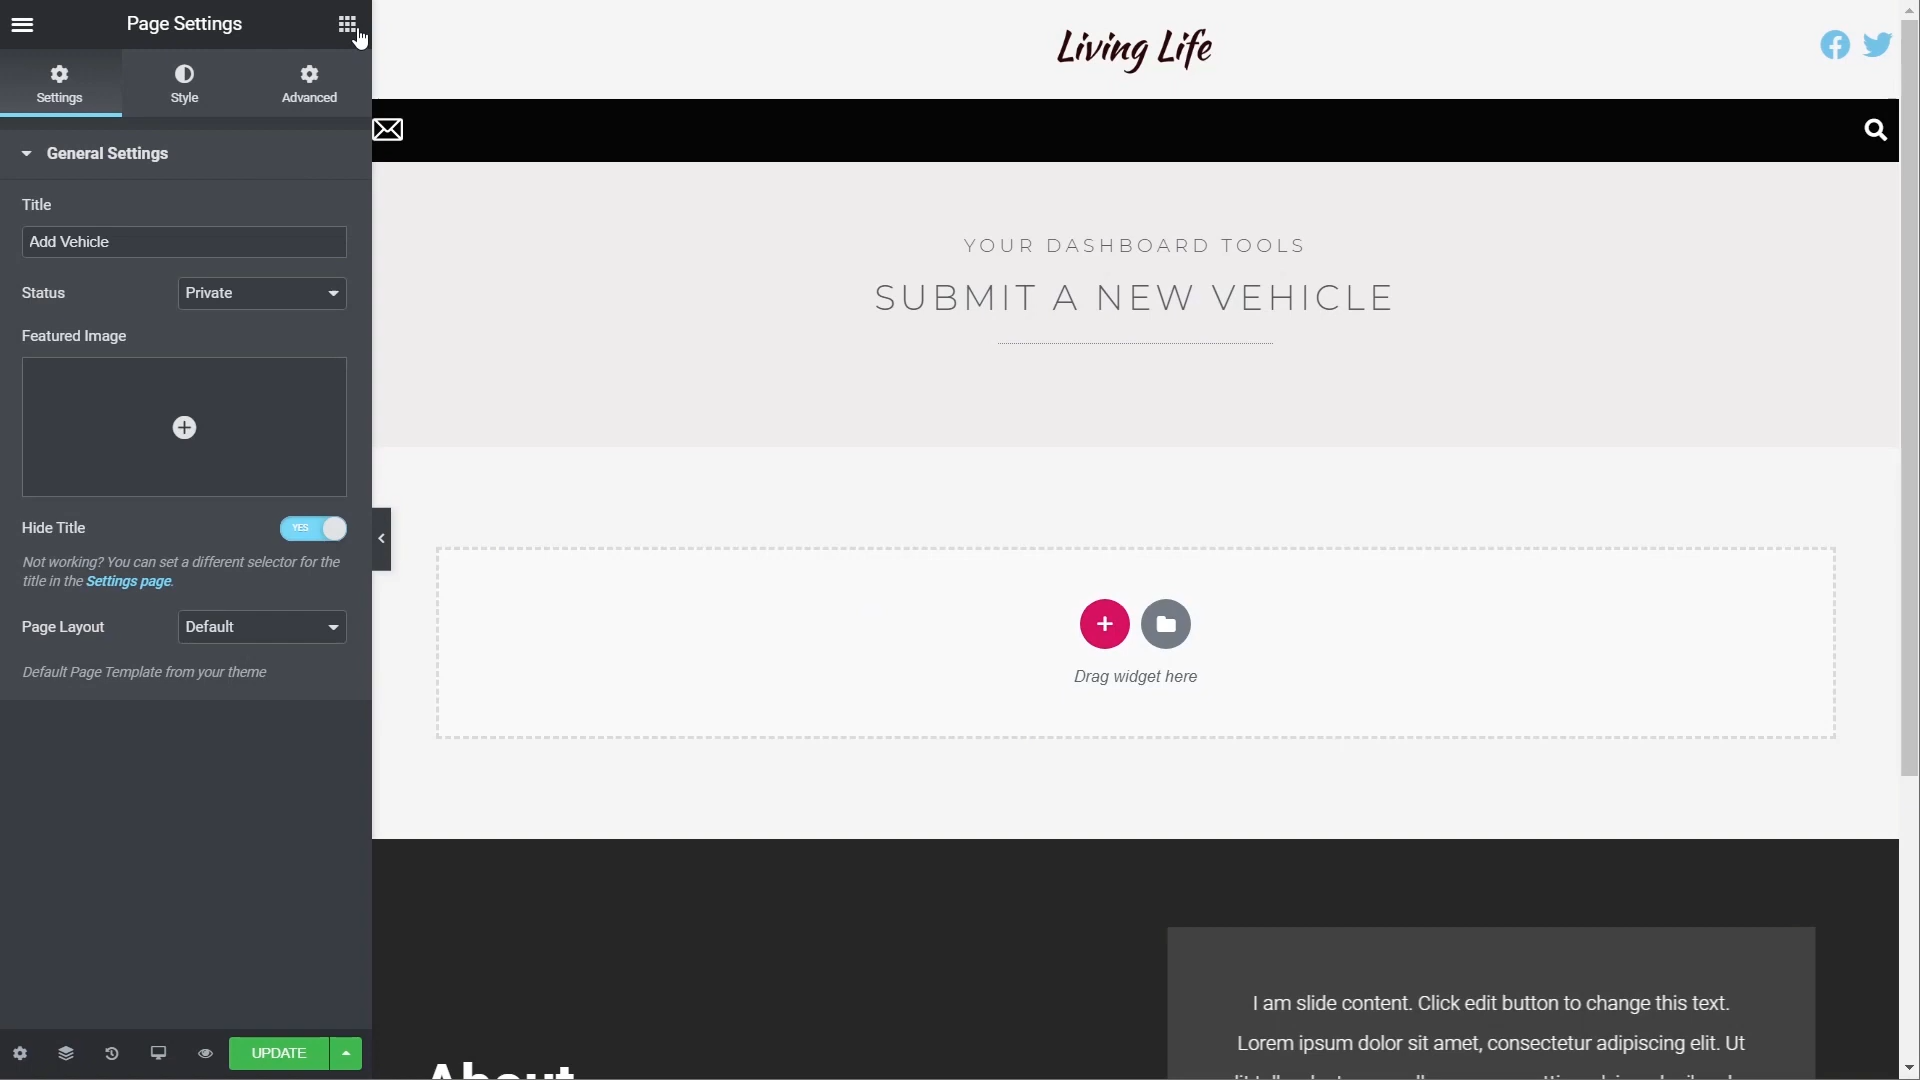 Page Settings
Settings
Style
Advanced
General Settings
Title
Add Vehicle
Status
Private
Featured Image
Hide Title
YES
Not working? You can set a different selector for the
title in the Settings page.
Page Layout
Default
Default Page Template from your theme
UPDATE
Living Life
YOUR DASHBOARD TOOLS
SUBMIT A NEW VEHICLE
Drag widget here
I am slide content. Click edit button to change this text.
Lorem ipsum dolor sit amet, consectetur adipiscing elit. Ut
About